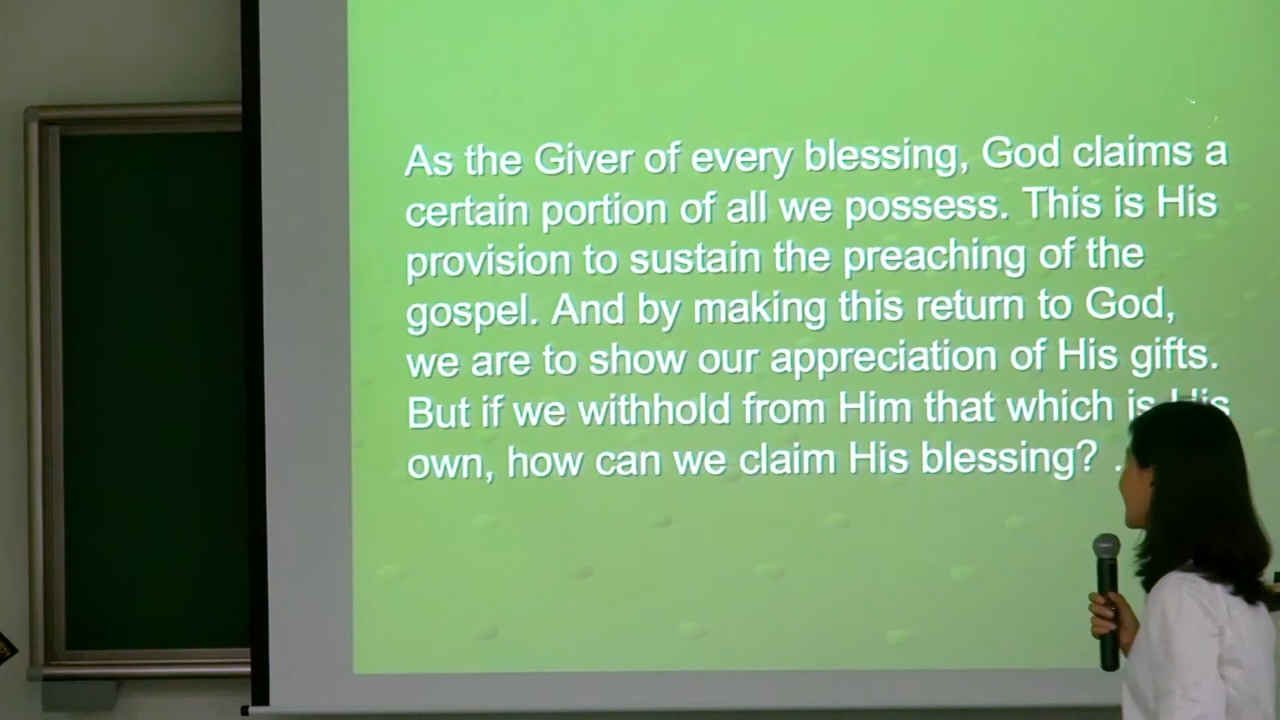 As the Giver of every blessing, God claims a
certain portion of all we possess. This is His
provision to sustain the preaching of the
gospel. And by making this return to God,
we are to show our appreciation of His gifts.
But if we withhold from Him that which is His
own, how can we claim His blessing? .